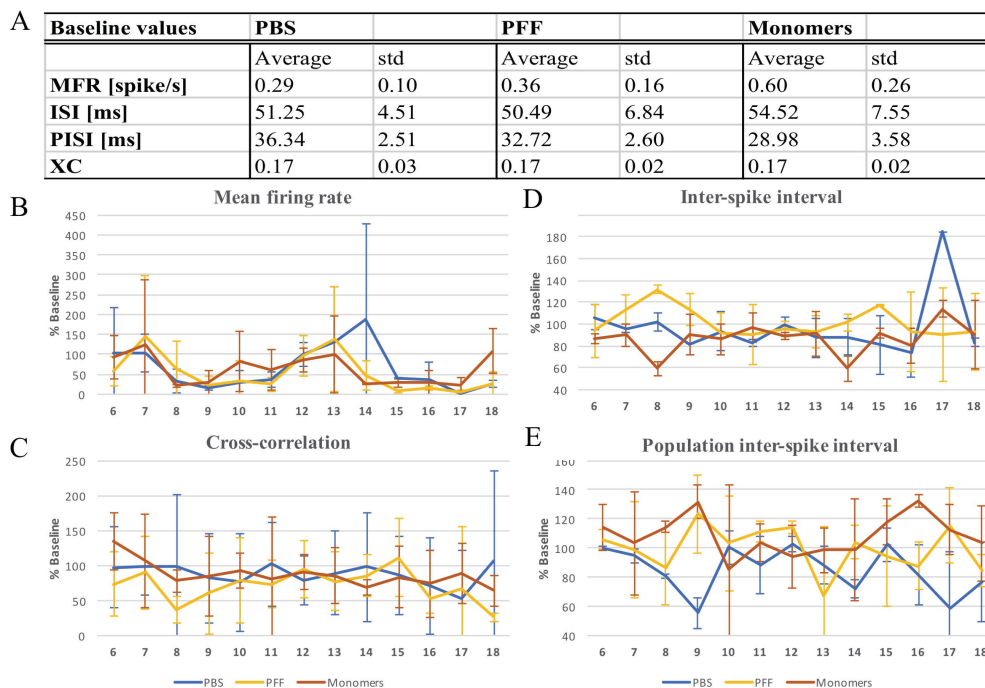 A
Baseline values PBS PFF Monomers
Average std Average std Average std
MFR [spike/s] 0.29 0.10 0.36 0.16 0.60 0.26
ISI [ms] 51.25 4.51 50.49 6.84 54.52 7.55
PISI [ms] 36.34 2.51 32.72 2.60 28.98 3.58
XC 0.17 0.03 0.17 0.02 0.17 0.02
B
Mean firing rate
% Baseline
450
400
350
300
250
200
150
100
50
0
6 7 8 9 10 11 12 13 14 15 16 17 18
D
Inter-spike interval
% Baseline
180
160
140
120
100
80
60
40
6 7 8 9 10 11 12 13 14 15 16 17 18
C
Cross-correlation
% Baseline
250
200
150
100
50
0
6 7 8 9 10 11 12 13 14 15 16 17 18
PBS PFF Monomers
E
Population inter-spike interval
% Baseline
160
140
120
100
80
60
40
6 7 8 9 10 11 12 13 14 15 16 17 18
PBS PFF Monomers